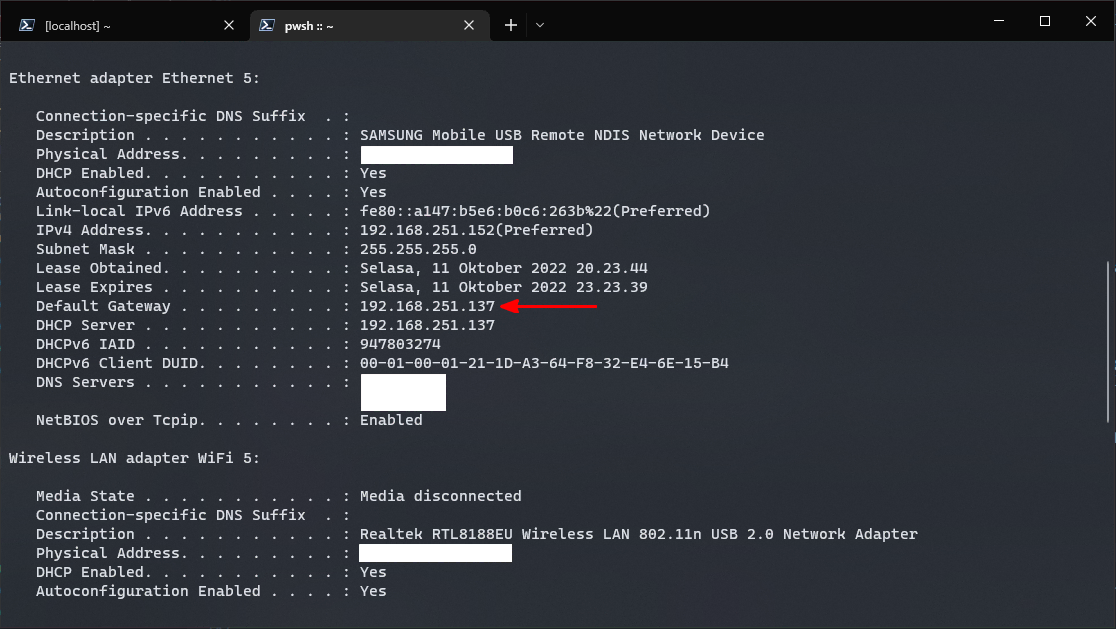 [localhost] ~
pwsh :: ~
Ethernet adapter Ethernet 5:
Connection-specific DNS Suffix  . :
Description . . . . . . . . . . . : SAMSUNG Mobile USB Remote NDIS Network Device
Physical Address. . . . . . . . . :
DHCP Enabled. . . . . . . . . . . : Yes
Autoconfiguration Enabled . . . . : Yes
Link-local IPv6 Address . . . . . : fe80::a147:b5e6:b0c6:263b%22(Preferred)
IPv4 Address. . . . . . . . . . . : 192.168.251.152(Preferred)
Subnet Mask . . . . . . . . . . . : 255.255.255.0
Lease Obtained. . . . . . . . . . : Selasa, 11 Oktober 2022 20.23.44
Lease Expires . . . . . . . . . . : Selasa, 11 Oktober 2022 23.23.39
Default Gateway . . . . . . . . . : 192.168.251.137
DHCP Server . . . . . . . . . . . : 192.168.251.137
DHCPv6 IAID . . . . . . . . . . . : 947803274
DHCPv6 Client DUID. . . . . . . . : 00-01-00-01-21-1D-A3-64-F8-32-E4-6E-15-B4
DNS Servers . . . . . . . . . . . :
NetBIOS over Tcpip. . . . . . . . : Enabled
Wireless LAN adapter WiFi 5:
Media State . . . . . . . . . . . : Media disconnected
Connection-specific DNS Suffix  . :
Description . . . . . . . . . . . : Realtek RTL8188EU Wireless LAN 802.11n USB 2.0 Network Adapter
Physical Address. . . . . . . . . :
DHCP Enabled. . . . . . . . . . . : Yes
Autoconfiguration Enabled . . . . : Yes